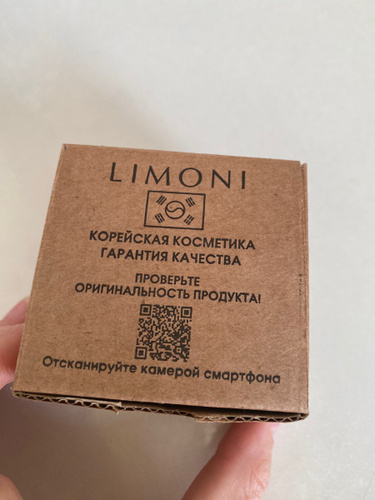 LIMONI
КОРЕЙСКАЯ КОСМЕТИКА
ГАРАНТИЯ КАЧЕСТВА
ПРОВЕРЬТЕ
ОРИГИНАЛЬНОСТЬ ПРОДУКТА!
Отсканируйте камерой смартфона